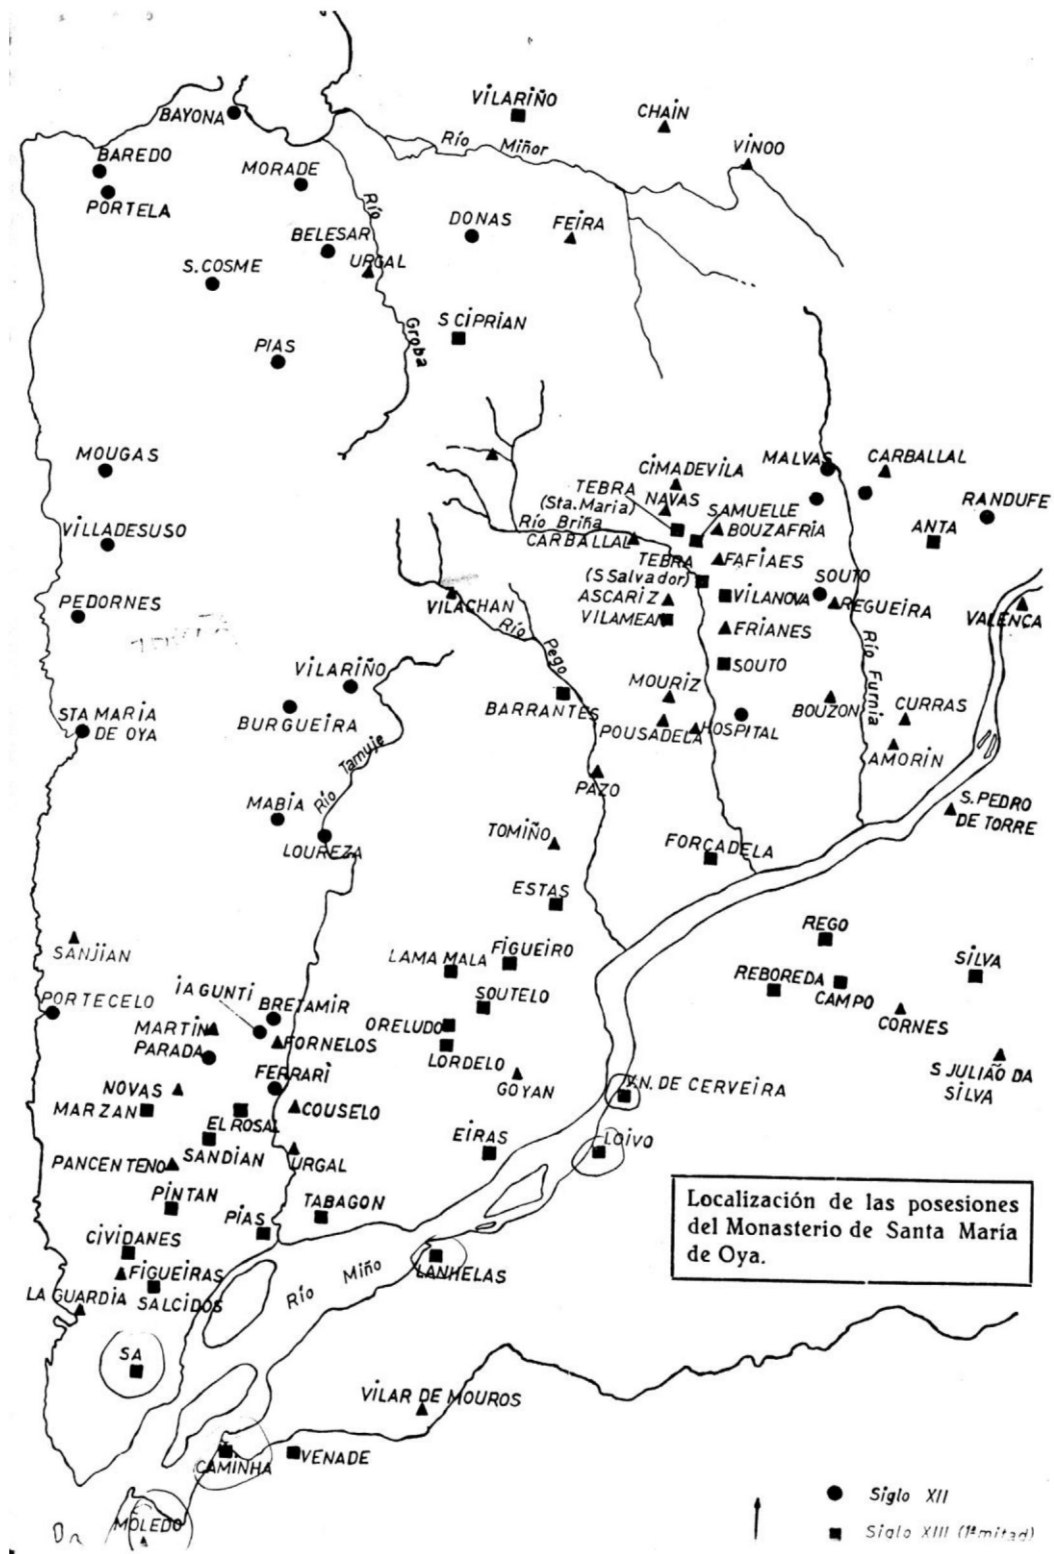 VILARIÑO
CHAIN
BAYONA
Río Miñor
VINOO
BAREDO
MORADE
PORTELA
Río
DONAS
FEIRA
BELESAR
URGAL
S.COSME
S CIPRIAN
Groba
PIAS
MOUGAS
CIMADEVILA
MALVAS
CARBALLAL
TEBRA
(Sta.Maria)
NAVAS
SAMUELLE
RANDUFE
VILLADESUSO
Río Briña
BOUZAFRIA
ANTA
CARBALLAL
TEBRA
(S Salvador)
FAFIAES
SOUTO
PEDORNES
VILACHAN
ASCARIZ
VILANOVA
REGUEIRA
VALENCA
VILAMEAN
Río
FRIANES
Pego
VILARIÑO
SOUTO
Río Furnia
BURGUEIRA
BARRANTES
MOURIZ
BOUZON
CURRAS
STA MARIA
DE OYA
POUSADELA
HOSPITAL
AMORIN
Tamuje
Río
PAZO
MABIA
TOMIÑO
S.PEDRO
DE TORRE
LOUREZA
FORCADELA
ESTAS
REGO
SANJIAN
LAMA MALA
FIGUEIRO
SILVA
REBOREDA
CAMPO
PORTECELO
IAGUNTI
BRETAMIR
SOUTELO
CORNES
MARTIN
PARADA
FORNELOS
ORELUDO
LORDELO
S JULIÃO DA
SILVA
FERRARI
GOYAN
V.N. DE CERVEIRA
NOVAS
MARZAN
COUSELO
EL ROSAL
EIRAS
LOIVO
SANDIAN
PANCENTENO
URGAL
PINTAN
TABAGON
PIAS
Localización de las posesiones
del Monasterio de Santa María
de Oya.
CIVIDANES
FIGUEIRAS
Río Miño
LANHELAS
LA GUARDIA
SALCIDOS
SA
VILAR DE MOUROS
CAMINHA
VENADE
MOLEDO
Siglo XII
Siglo XIII (1ª mitad)